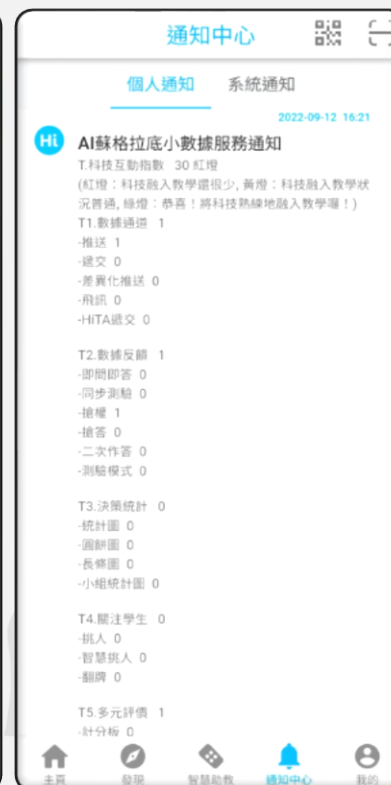 通知中心
個人通知 系統通知
2022-09-12 16:21
Hi AI蘇格拉底小數據服務通知
T.科技互動指數 30 紅燈
(紅燈：科技融入教學還很少, 黃燈：科技融入教學狀
況普通, 綠燈：恭喜！將科技熟練地融入教學囉！)
T1.數據通道 1
-推送 1
-遞交 0
-差異化推送 0
-飛訊 0
-HiTA遞交 0
T2.數據反饋 1
-即問即答 0
-同步測驗 0
-搶權 1
-搶答 0
-二次作答 0
-測驗模式 0
T3.決策統計 0
-統計圖 0
-圓餅圖 0
-長條圖 0
-小組統計圖 0
T4.關注學生 0
-挑人 0
-智慧挑人 0
-翻牌 0
T5.多元評價 1
-計分板 0
主頁 發現 智慧助教 通知中心 我的